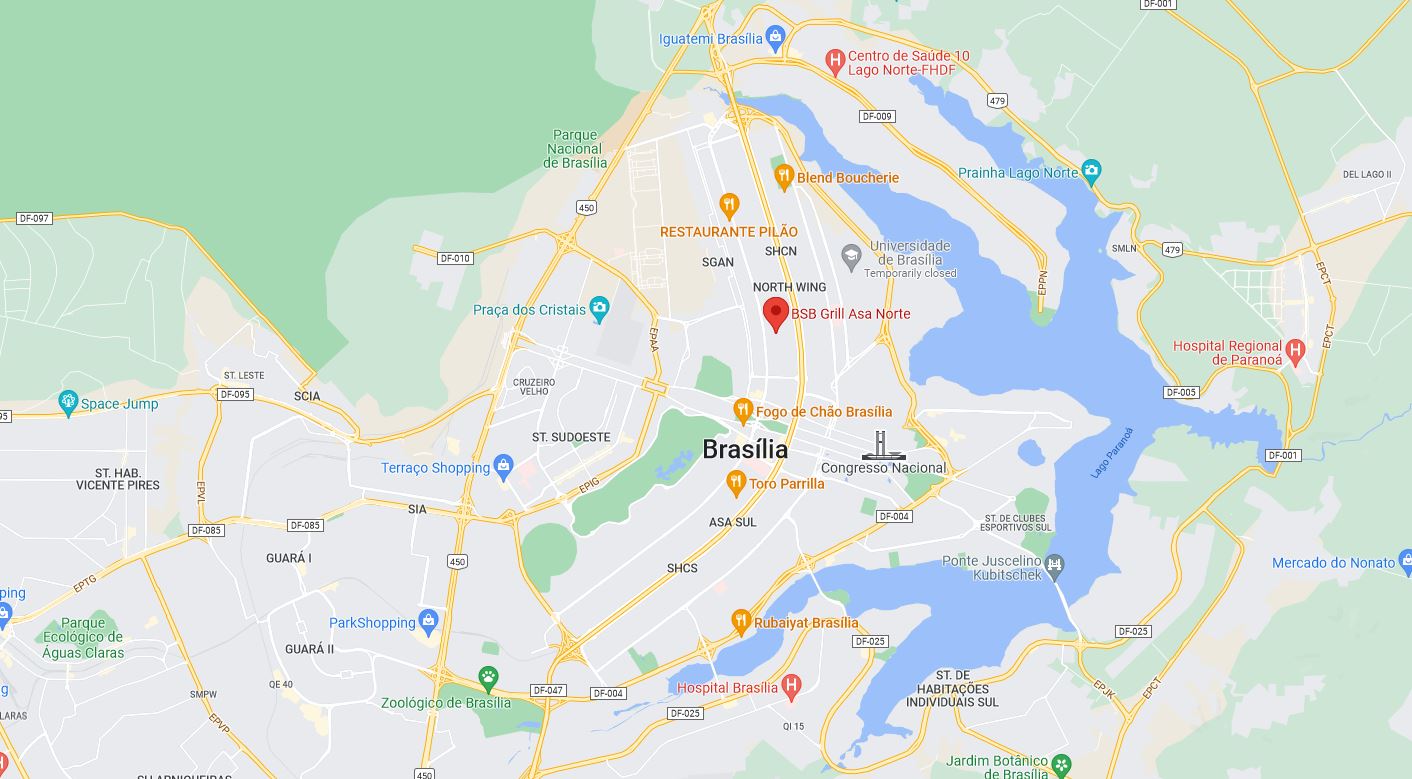 DF-001
Iguatemi Brasília
Centro de Saúde 10
Lago Norte-FHDF
479
DF-009
Parque
Nacional
de Brasília
Prainha Lago Norte
Blend Boucherie
DEL LAGO II
450
DF-097
RESTAURANTE PILÃO
SHCN
Universidade
de Brasília
Temporarily closed
SMLN
479
DF-010
SGAN
EPCT
NORTH WING
EPPN
Praça dos Cristais
BSB Grill Asa Norte
EPAA
EPCT
Hospital Regional
de Paranoá
ST. LESTE
CRUZEIRO
VELHO
DF-095
SCIA
DF-005
Space Jump
95
Fogo de Chão Brasília
ST. SUDOESTE
Brasília
Lago Paranoá
DF-001
Terraço Shopping
Congresso Nacional
ST. HAB.
VICENTE PIRES
EPIG
Toro Parrilla
EPVL
SIA
ASA SUL
DF-004
ST. DE CLUBES
ESPORTIVOS SUL
DF-085
DF-085
GUARÁ I
450
SHCS
Ponte Juscelino
Kubitschek
Mercado do Nonato
EPTG
ping
ParkShopping
Rubaiyat Brasília
Parque
Ecológico de
Águas Claras
DF-025
DF-025
GUARÁ II
QE 40
SMPW
DF-047
DF-004
Hospital Brasília
ST. DE
HABITAÇÕES
INDIVIDUAIS SUL
EPJK
EPCT
g
LARAS
Zoológico de Brasília
DF-025
QI 15
EPVP
Jardim Botânico
de Brasília
450
SH ARNIQUEIRAS